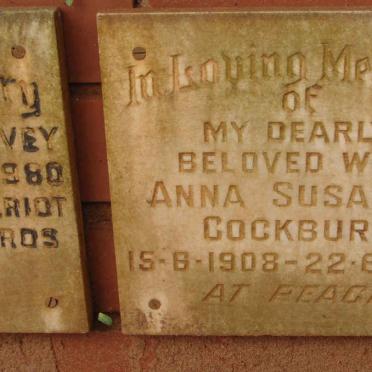 ry
VEY
1980
RIOT
RDS
D
In Loving Me
OF
MY DEARL
BELOVED W
ANNA SUSA
COCKBUR
15-6-1908-22-6
AT PEAC